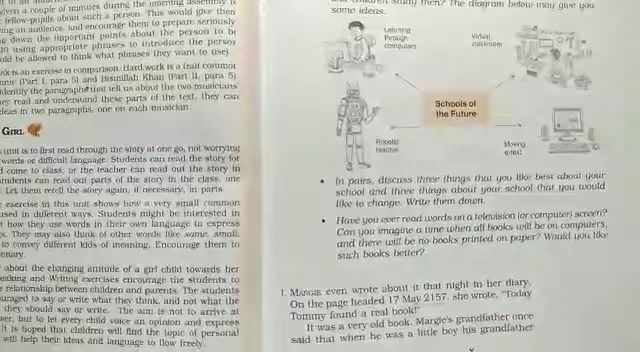 given a couple of minutes during the morning assembly to
fellow-pupils about such a person. This would give them
an audience, and encourage them to prepare seriously
down the important points about the person to be
using appropriate phrases to introduce the person
be allowed to think what phrases they want to use).
is an exercise in comparison. Hard work is a trait common
(Part I, para 5) and Bismillah Khan (Part II, para 5).
identify the paragraphs that tell us about the two musicians
read and understand these parts of the text, they can
ideas in two paragraphs, one on each musician.
GIRL
unit is to first read through the story at one go, not worrying
words or difficult language. Students can read the story for
come to class, or the teacher can read out the story in
students can read out parts of the story in the class, one
Let them retell the story again, if necessary, in parts.
exercise in this unit shows how a very small common
used in different ways. Students might be interested in
how they use words in their own language to express
They may also think of other words like some, small,
to convey different kinds of meaning. Encourage them to
about the changing attitude of a girl child towards her
Speaking and Writing exercises encourage the students to
relationship between children and parents. The students
to say or write what they think, and not what the
they should say or write. The aim is not to arrive at
but to let every child voice an opinion and express
It is hoped that children will find the topic of personal
will help their ideas and language to flow freely.
children study then? The diagram below may give you
some ideas.
Learning
through
computers
Virtual
classroom
Schools of
the Future
Robotic
teacher
Moving
e-text
• In pairs, discuss three things that you like best about your
school and three things about your school that you would
like to change. Write them down.
• Have you ever read words on a television (or computer) screen?
Can you imagine a time when all books will be on computers,
and there will be no books printed on paper? Would you like
such books better?
1. MARGIE even wrote about it that night in her diary.
On the page headed 17 May 2157, she wrote, "Today
Tommy found a real book!"
It was a very old book. Margie's grandfather once
said that when he was a little boy his grandfather